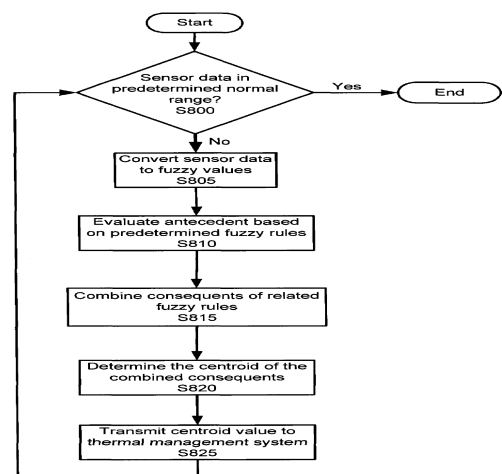 Start
Sensor data in
predetermined normal
range?
S800
Yes
End
No
Convert sensor data
to fuzzy values
S805
Evaluate antecedent based
on predetermined fuzzy rules
S810
Combine consequents of related
fuzzy rules
S815
Determine the centroid of the
combined consequents
S820
Transmit centroid value to
thermal management system
S825